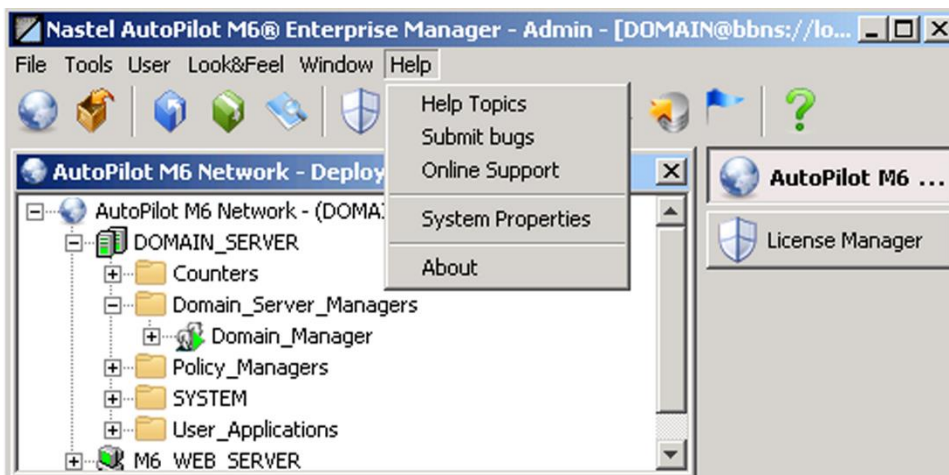 Nastel AutoPilot M6® Enterprise Manager - Admin - [DOMAIN@bbns://lo...
File Tools User Look&Feel Window Help
Help Topics
Submit bugs
Online Support
System Properties
About
AutoPilot M6 Network - Deploy
AutoPilot M6 Network - (DOMA
DOMAIN_SERVER
Counters
Domain_Server_Managers
Domain_Manager
Policy_Managers
SYSTEM
User_Applications
M6_WEB_SERVER
AutoPilot M6 ...
License Manager